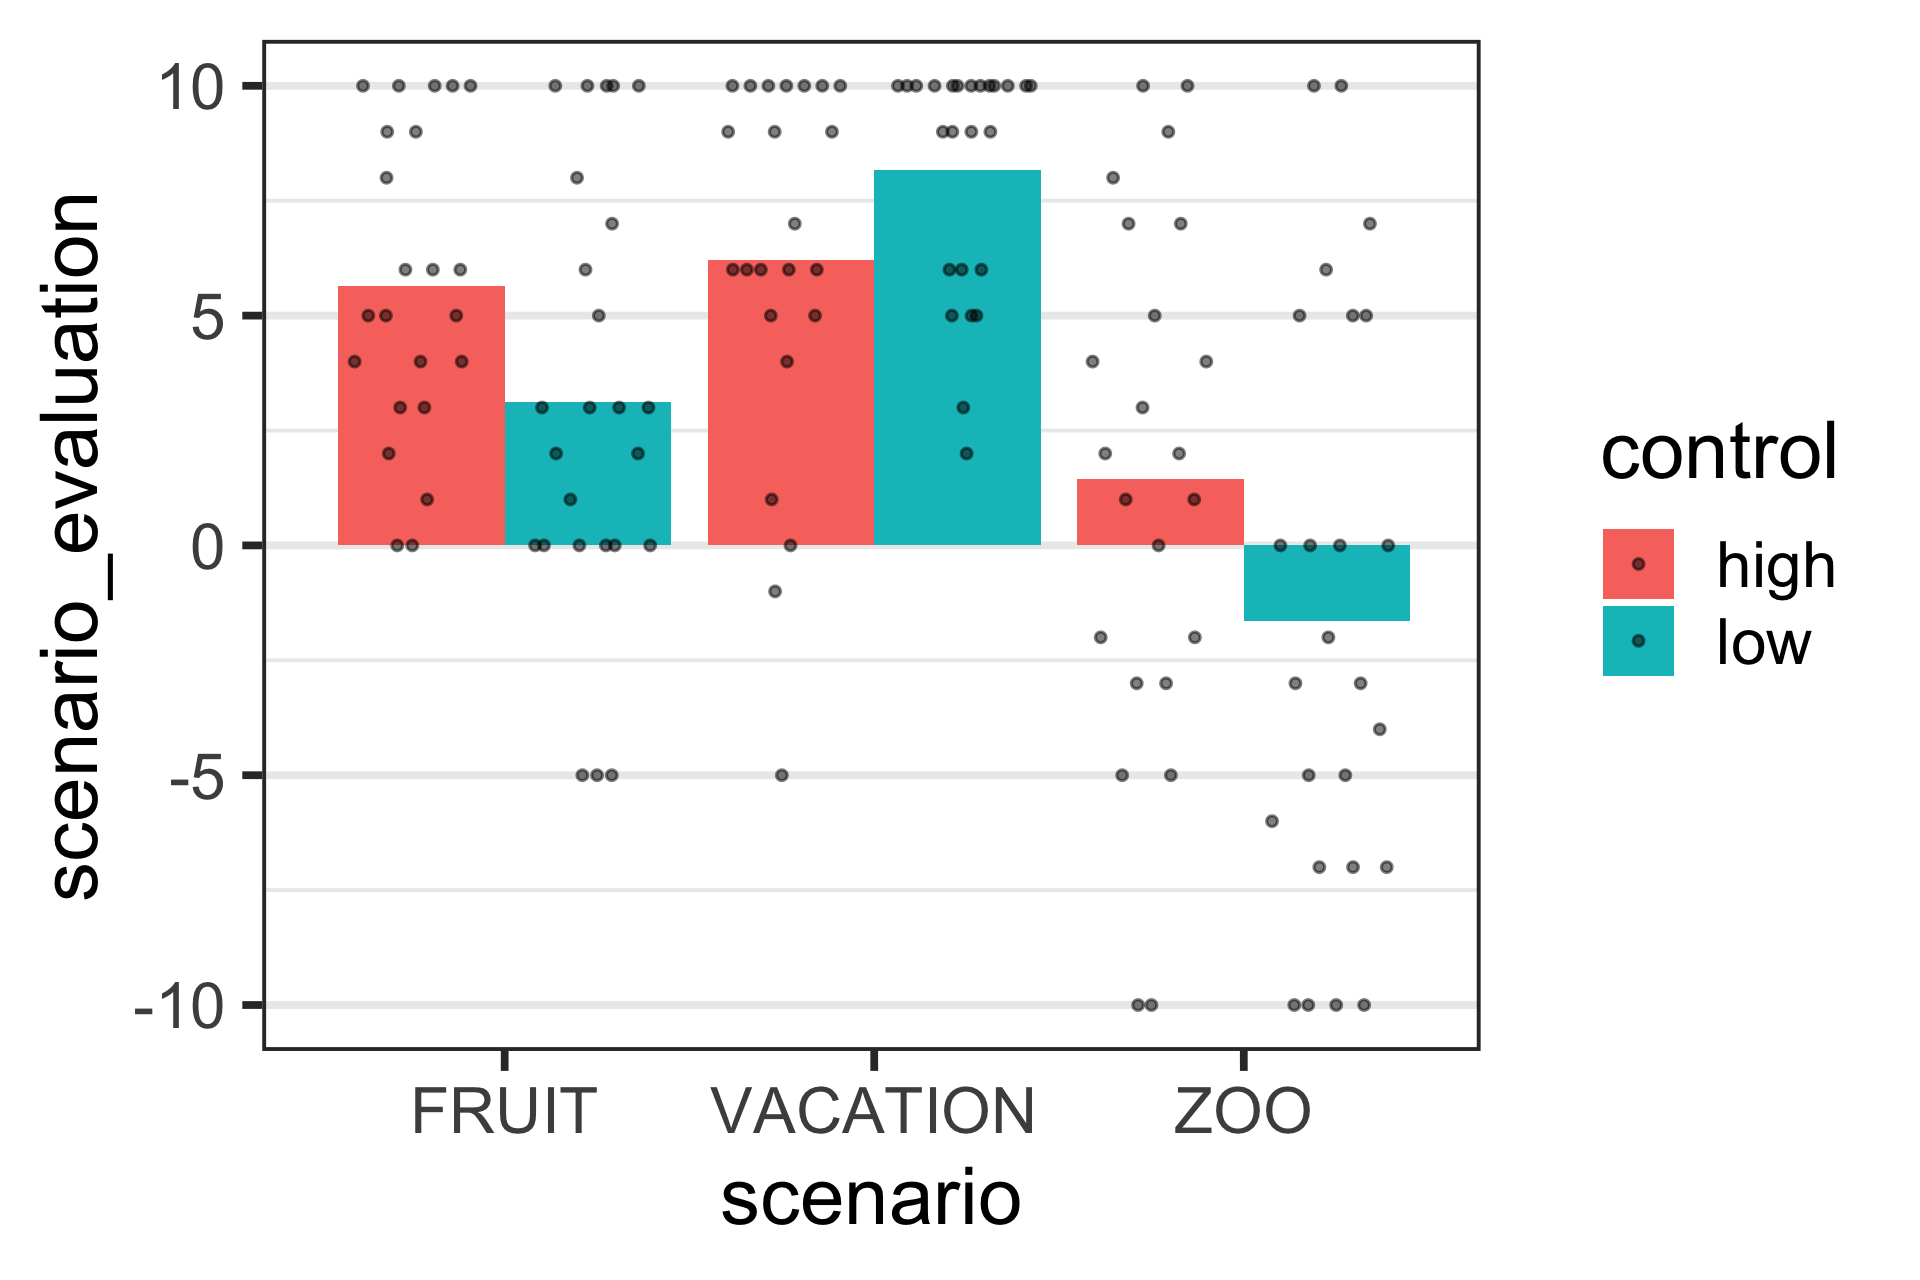 scenario_evaluation
10
5
0
-5
-10
FRUIT
VACATION
ZOO
scenario
control
high
low